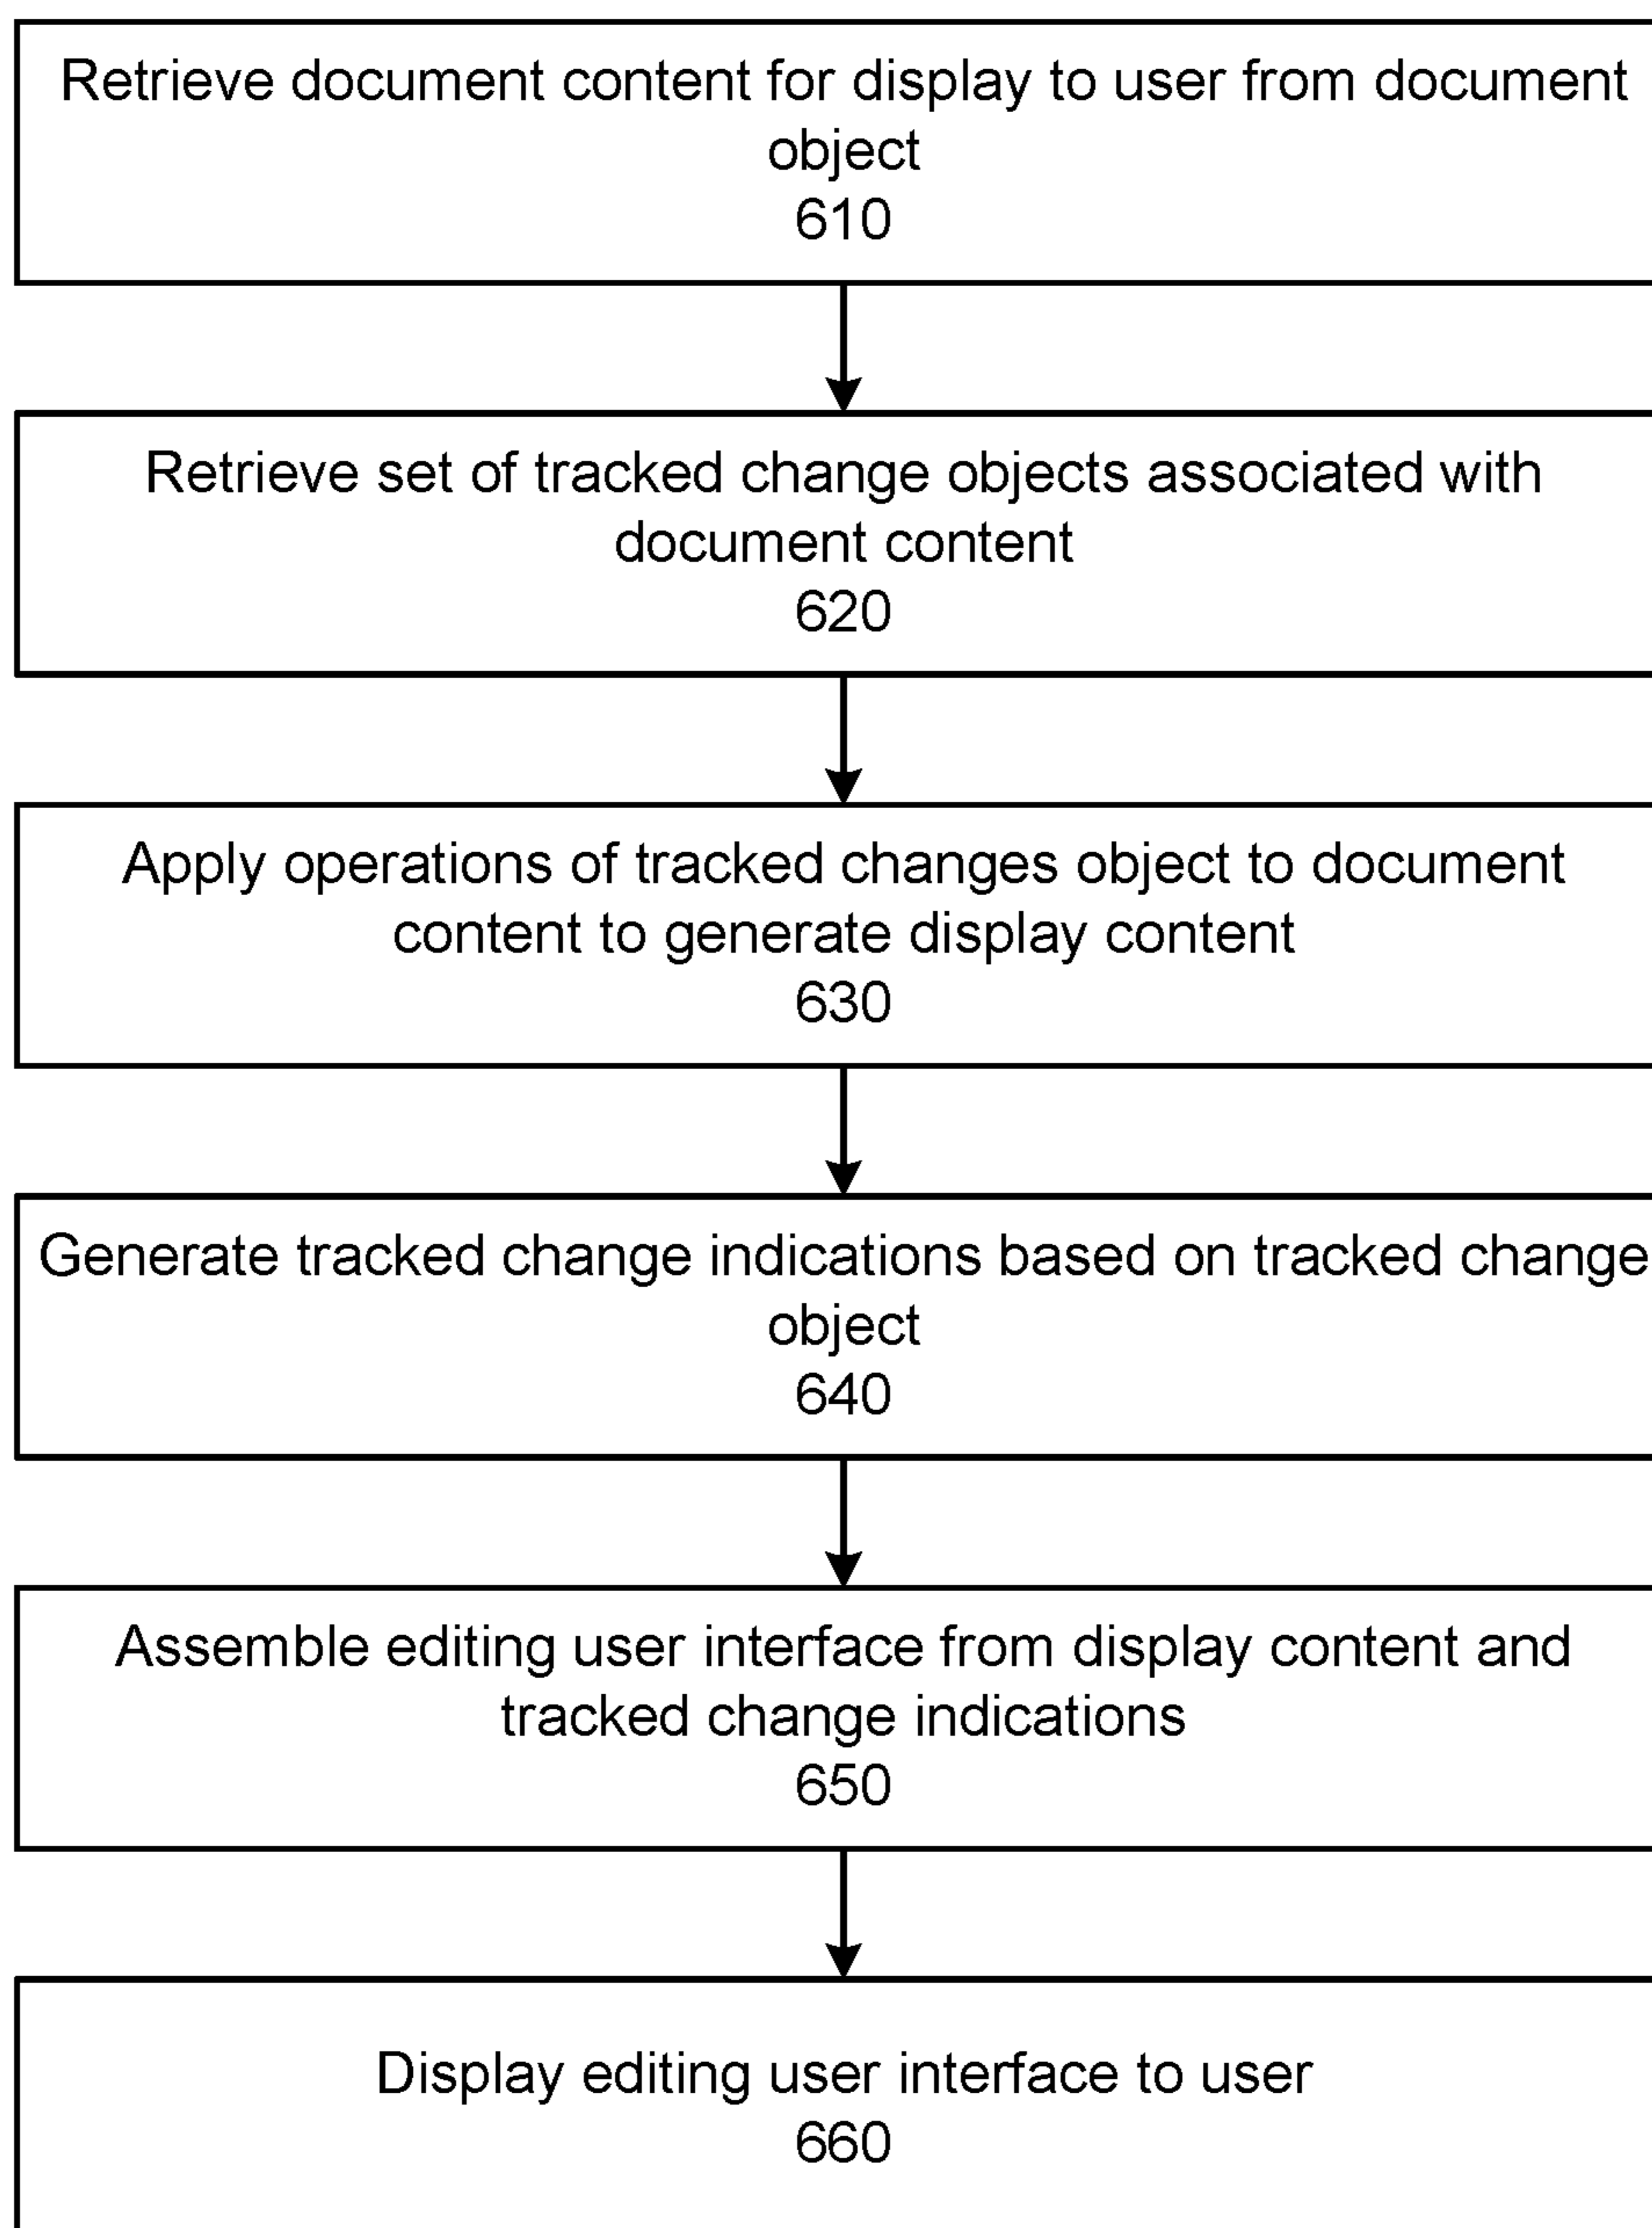 Retrieve document content for display to user from document
object
610
Retrieve set of tracked change objects associated with
document content
620
Apply operations of tracked changes object to document
content to generate display content
630
Generate tracked change indications based on tracked change
object
640
Assemble editing user interface from display content and
tracked change indications
650
Display editing user interface to user
660